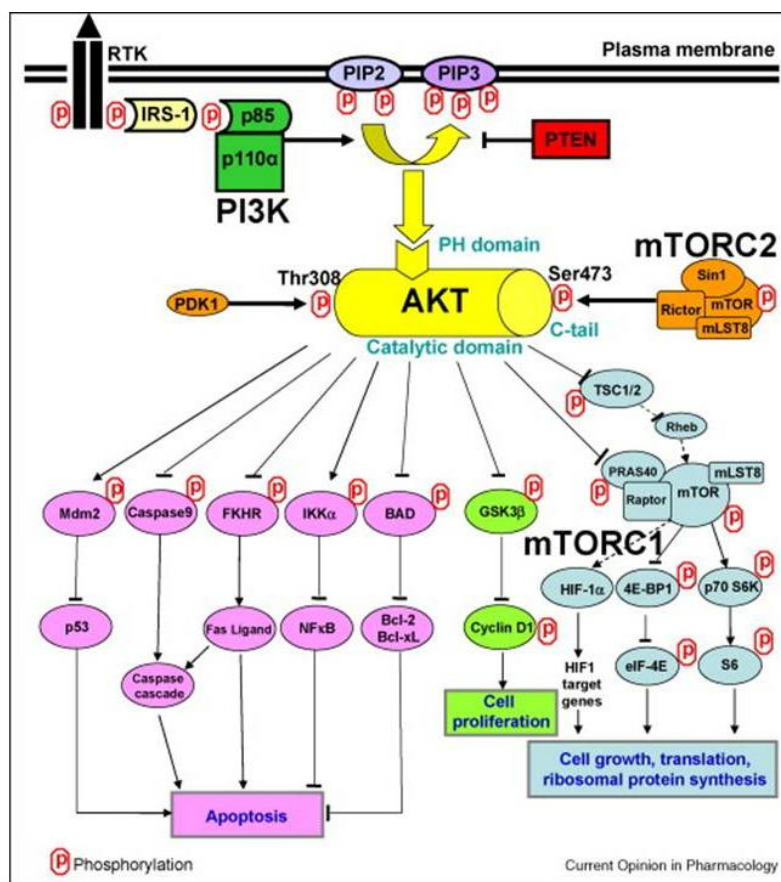 RTK
Plasma membrane
PIP2
PIP3
P
P
P
P
P
P
IRS-1
P
p85
PTEN
p110α
PI3K
PH domain
mTORC2
Thr308
Ser473
Sin1
PDK1
P
AKT
P
mTOR
P
Rictor
mLST8
C-tail
Catalytic domain
TSC1/2
P
Rheb
PRAS40
mLST8
P
mTOR
Raptor
P
P
P
P
P
P
P
Mdm2
Caspase9
FKHR
IKKα
BAD
GSK3β
mTORC1
HIF-1α
4E-BP1
P
p70 S6K
P
p53
Fas Ligand
NFκB
Bcl-2
Bcl-xL
Cyclin D1
P
eIF-4E
P
S6
P
Caspase
cascade
HIF1
target
genes
Cell
proliferation
Cell growth, translation,
ribosomal protein synthesis
Apoptosis
P Phosphorylation
Current Opinion in Pharmacology